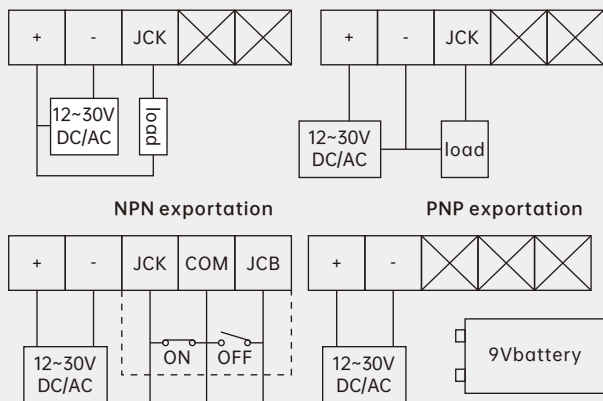 + - JCK
12~30V
DC/AC
load
+ - JCK
12~30V
DC/AC
load
NPN exportation
PNP exportation
+ - JCK COM JCB
ON OFF
12~30V
DC/AC
+ -
12~30V
DC/AC
9Vbattery